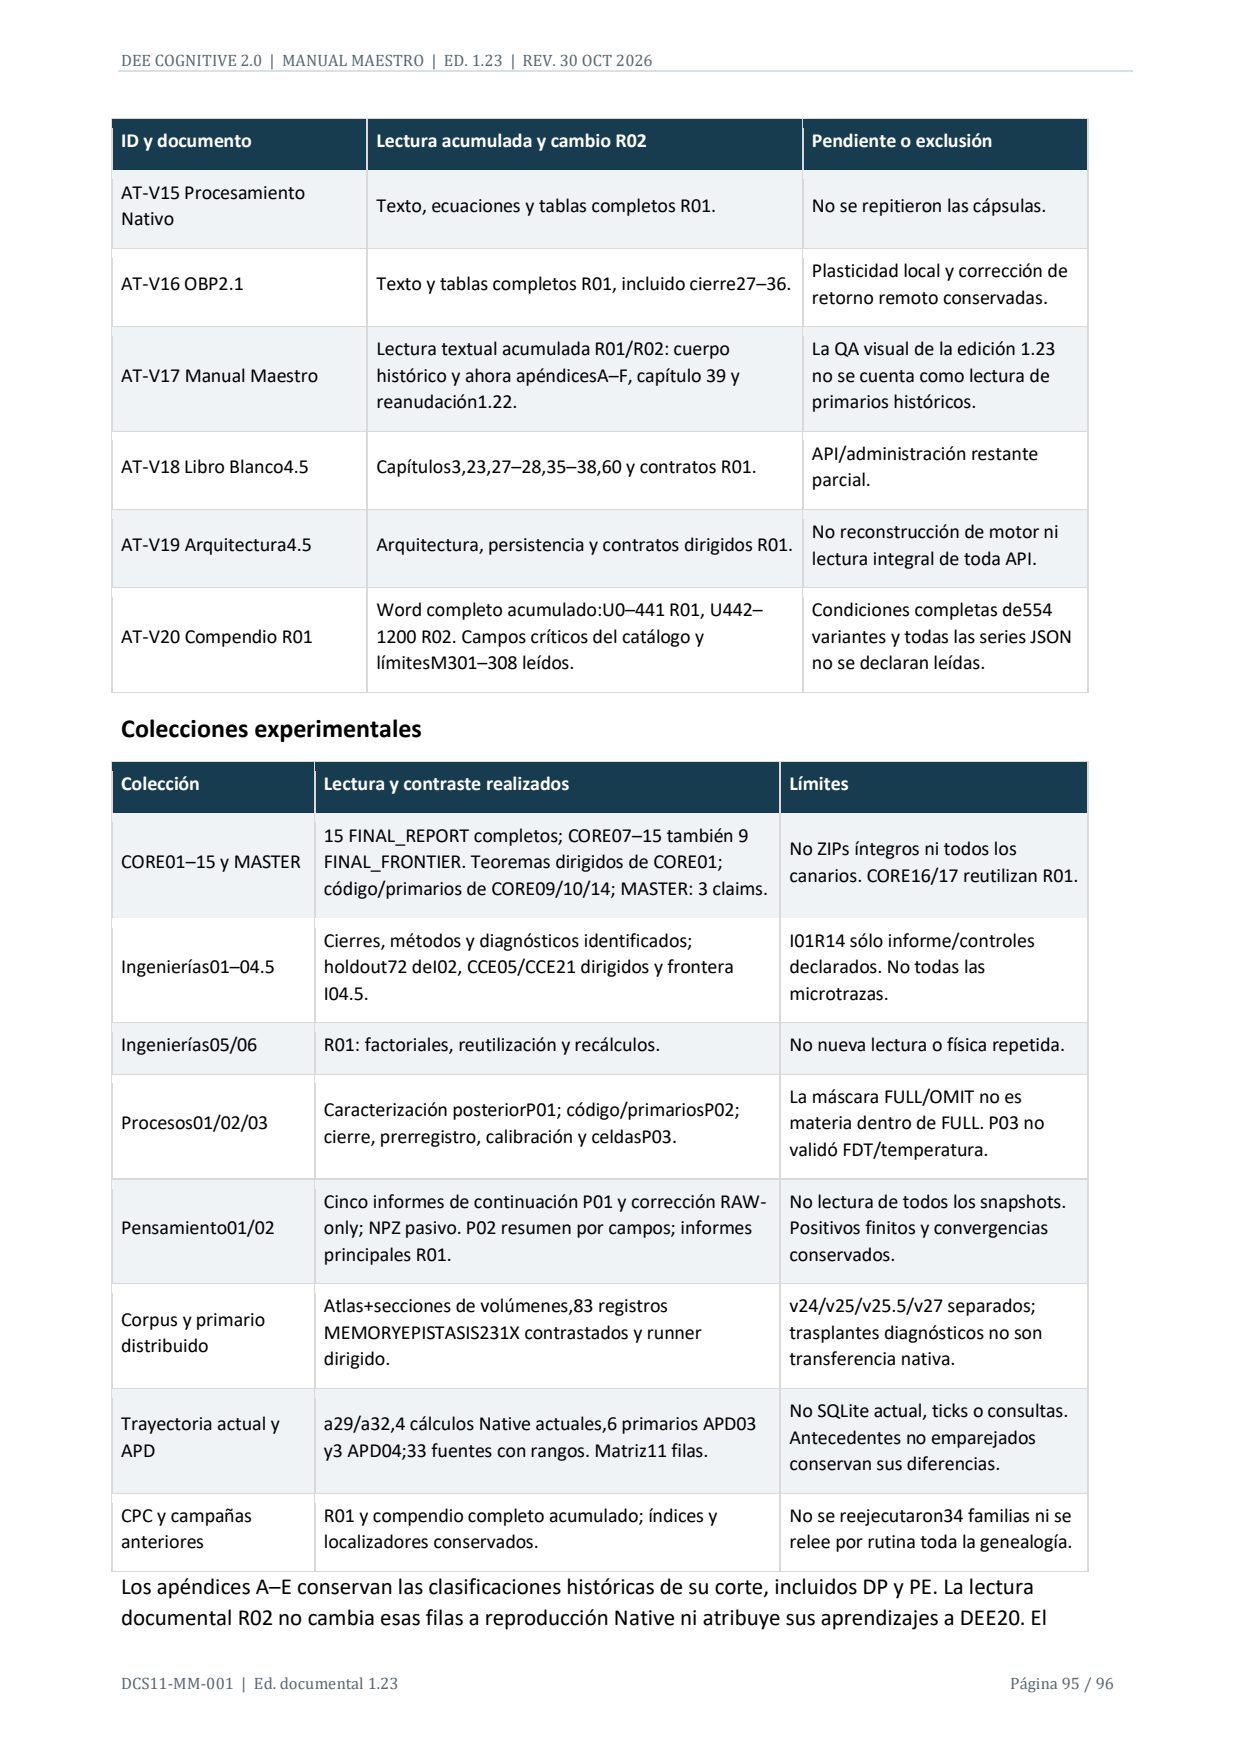 DEE COGNITIVE 2.0 | MANUAL MAESTRO | ED. 1.23 | REV. 30 OCT 2026
ID y documento
Lectura acumulada y cambio R02
Pendiente o exclusión
AT-V15 Procesamiento
Nativo
Texto, ecuaciones y tablas completos R01.
No se repitieron las cápsulas.
AT-V16 OBP2.1
Texto y tablas completos R01, incluido cierre27–36.
Plasticidad local y corrección de
retorno remoto conservadas.
AT-V17 Manual Maestro
Lectura textual acumulada R01/R02: cuerpo
histórico y ahora apéndicesA–F, capítulo 39 y
reanudación1.22.
La QA visual de la edición 1.23
no se cuenta como lectura de
primarios históricos.
AT-V18 Libro Blanco4.5
Capítulos3,23,27–28,35–38,60 y contratos R01.
API/administración restante
parcial.
AT-V19 Arquitectura4.5
Arquitectura, persistencia y contratos dirigidos R01.
No reconstrucción de motor ni
lectura integral de toda API.
AT-V20 Compendio R01
Word completo acumulado:U0–441 R01, U442–
1200 R02. Campos críticos del catálogo y
límitesM301–308 leídos.
Condiciones completas de554
variantes y todas las series JSON
no se declaran leídas.
Colecciones experimentales
Colección
Lectura y contraste realizados
Límites
CORE01–15 y MASTER
15 FINAL_REPORT completos; CORE07–15 también 9
FINAL_FRONTIER. Teoremas dirigidos de CORE01;
código/primarios de CORE09/10/14; MASTER: 3 claims.
No ZIPs íntegros ni todos los
canarios. CORE16/17 reutilizan R01.
Ingenierías01–04.5
Cierres, métodos y diagnósticos identificados;
holdout72 deI02, CCE05/CCE21 dirigidos y frontera
I04.5.
I01R14 sólo informe/controles
declarados. No todas las
microtrazas.
Ingenierías05/06
R01: factoriales, reutilización y recálculos.
No nueva lectura o física repetida.
Procesos01/02/03
Caracterización posteriorP01; código/primariosP02;
cierre, prerregistro, calibración y celdasP03.
La máscara FULL/OMIT no es
materia dentro de FULL. P03 no
validó FDT/temperatura.
Pensamiento01/02
Cinco informes de continuación P01 y corrección RAW-
only; NPZ pasivo. P02 resumen por campos; informes
principales R01.
No lectura de todos los snapshots.
Positivos finitos y convergencias
conservados.
Corpus y primario
distribuido
Atlas+secciones de volúmenes,83 registros
MEMORYEPISTASIS231X contrastados y runner
dirigido.
v24/v25/v25.5/v27 separados;
trasplantes diagnósticos no son
transferencia nativa.
Trayectoria actual y
APD
a29/a32,4 cálculos Native actuales,6 primarios APD03
y3 APD04;33 fuentes con rangos. Matriz11 filas.
No SQLite actual, ticks o consultas.
Antecedentes no emparejados
conservan sus diferencias.
CPC y campañas
anteriores
R01 y compendio completo acumulado; índices y
localizadores conservados.
No se reejecutaron34 familias ni se
relee por rutina toda la genealogía.
Los apéndices A–E conservan las clasificaciones históricas de su corte, incluidos DP y PE. La lectura
documental R02 no cambia esas filas a reproducción Native ni atribuye sus aprendizajes a DEE20. El
DCS11-MM-001 | Ed. documental 1.23
Página 95 / 96